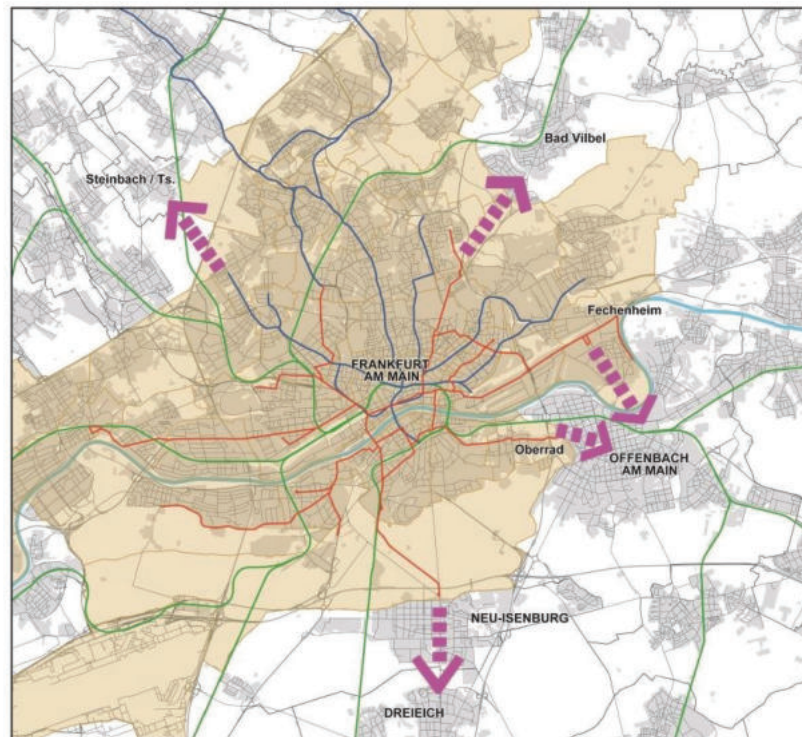 Bad Vilbel
Steinbach / Ts.
Fechenheim
FRANKFURT
AM MAIN
Oberrad
OFFENBACH
AM MAIN
NEU-ISENBURG
DREIEICH